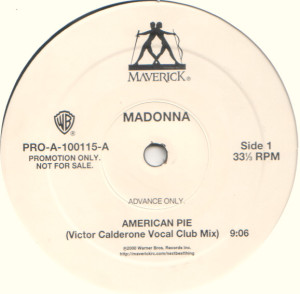 MAVERICK®
WB
MADONNA
PRO-A-100115-A
PROMOTION ONLY.
NOT FOR SALE.
Side 1
33⅓ RPM
ADVANCE ONLY.
AMERICAN PIE
(Victor Calderone Vocal Club Mix) 9:06
©2000 Warner Bros. Records Inc.